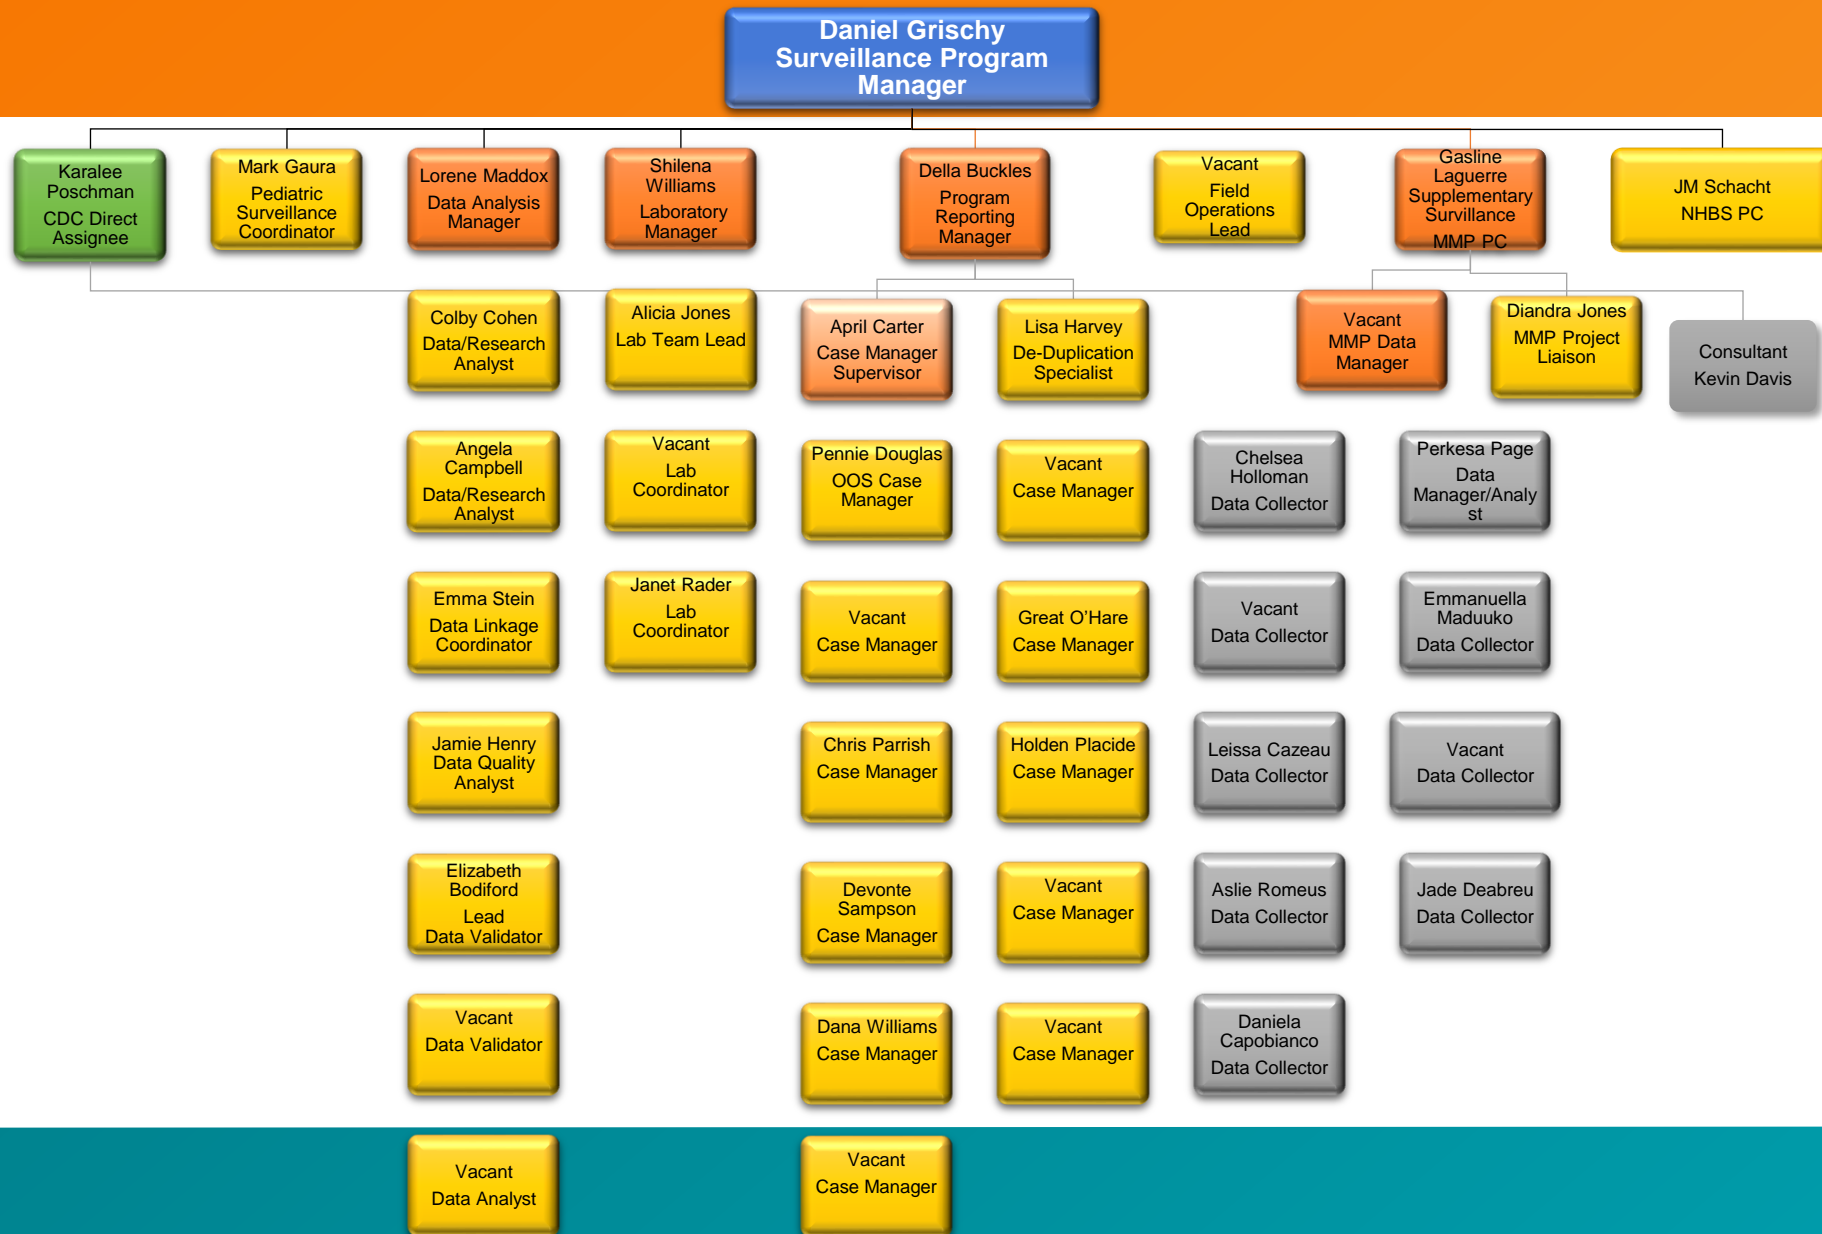 Daniel Grischy
Surveillance Program
Manager
Karalee
Poschman
CDC Direct
Assignee
Mark Gaura
Pediatric
Surveillance
Coordinator
Lorene Maddox
Data Analysis
Manager
Shilena
Williams
Laboratory
Manager
Della Buckles
Program
Reporting
Manager
Vacant
Field
Operations
Lead
Gasline
Laguerre
Supplementary
Survillance
MMP PC
JM Schacht
NHBS PC
Colby Cohen
Data/Research
Analyst
Alicia Jones
Lab Team Lead
April Carter
Case Manager
Supervisor
Lisa Harvey
De-Duplication
Specialist
Vacant
MMP Data
Manager
Diandra Jones
MMP Project
Liaison
Consultant
Kevin Davis
Angela
Campbell
Data/Research
Analyst
Vacant
Lab
Coordinator
Pennie Douglas
OOS Case
Manager
Vacant
Case Manager
Chelsea
Holloman
Data Collector
Perkesa Page
Data
Manager/Analy
st
Emma Stein
Data Linkage
Coordinator
Janet Rader
Lab
Coordinator
Vacant
Case Manager
Great O’Hare
Case Manager
Vacant
Data Collector
Emmanuella
Maduuko
Data Collector
Jamie Henry
Data Quality
Analyst
Chris Parrish
Case Manager
Holden Placide
Case Manager
Leissa Cazeau
Data Collector
Vacant
Data Collector
Elizabeth
Bodiford
Lead
Data Validator
Devonte
Sampson
Case Manager
Vacant
Case Manager
Aslie Romeus
Data Collector
Jade Deabreu
Data Collector
Vacant
Data Validator
Dana Williams
Case Manager
Vacant
Case Manager
Daniela
Capobianco
Data Collector
Vacant
Data Analyst
Vacant
Case Manager